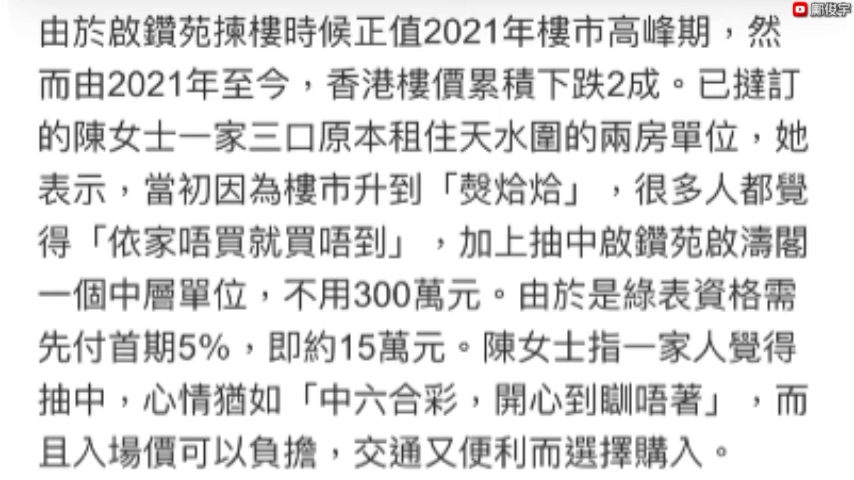 鄺俊宇
由於啟鑽苑揀樓時候正值2021年樓市高峰期，然
而由2021年至今，香港樓價累積下跌2成。已撻訂
的陳女士一家三口原本租住天水圍的兩房單位，她
表示，當初因為樓市升到「㷫烚烚」，很多人都覺
得「依家唔買就買唔到」，加上抽中啟鑽苑啟濤閣
一個中層單位，不用300萬元。由於是綠表資格需
先付首期5%，即約15萬元。陳女士指一家人覺得
抽中，心情猶如「中六合彩，開心到瞓唔著」，而
且入場價可以負擔，交通又便利而選擇購入。